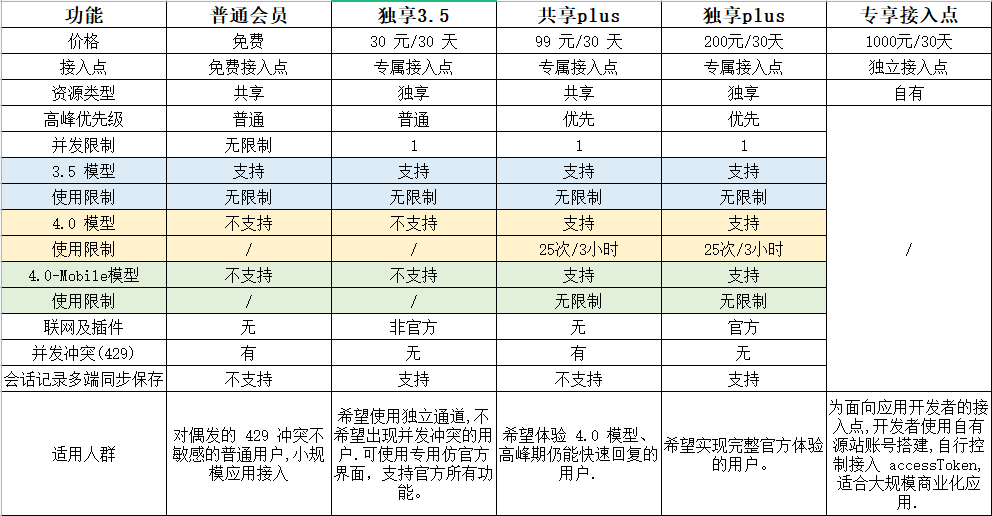 功能 普通会员 独享3.5 共享plus 独享plus 专享接入点
价格 免费 30 元/30 天 99 元/30 天 200元/30天 1000元/30天
接入点 免费接入点 专属接入点 专属接入点 专属接入点 独立接入点
资源类型 共享 独享 共享 独享 自有
高峰优先级 普通 普通 优先 优先
并发限制 无限制 1 1 1
3.5 模型 支持 支持 支持 支持
使用限制 无限制 无限制 无限制 无限制
4.0 模型 不支持 不支持 支持 支持
使用限制 / / 25次/3小时 25次/3小时 /
4.0-Mobile模型 不支持 不支持 支持 支持
使用限制 / / 无限制 无限制
联网及插件 无 非官方 无 官方
并发冲突(429) 有 无 有 无
会话记录多端同步保存 不支持 支持 不支持 支持
适用人群
对偶发的 429 冲突不
敏感的普通用户,小规
模应用接入
希望使用独立通道,不
希望出现并发冲突的用
户.可使用专用仿官方
界面，支持官方所有功
能。
希望体验 4.0 模型、
高峰期仍能快速回复的
用户.
希望实现完整官方体验
的用户。
为面向应用开发者的接
入点,开发者使用自有
源站账号搭建,自行控
制接入 accessToken,
适合大规模商业化应
用.